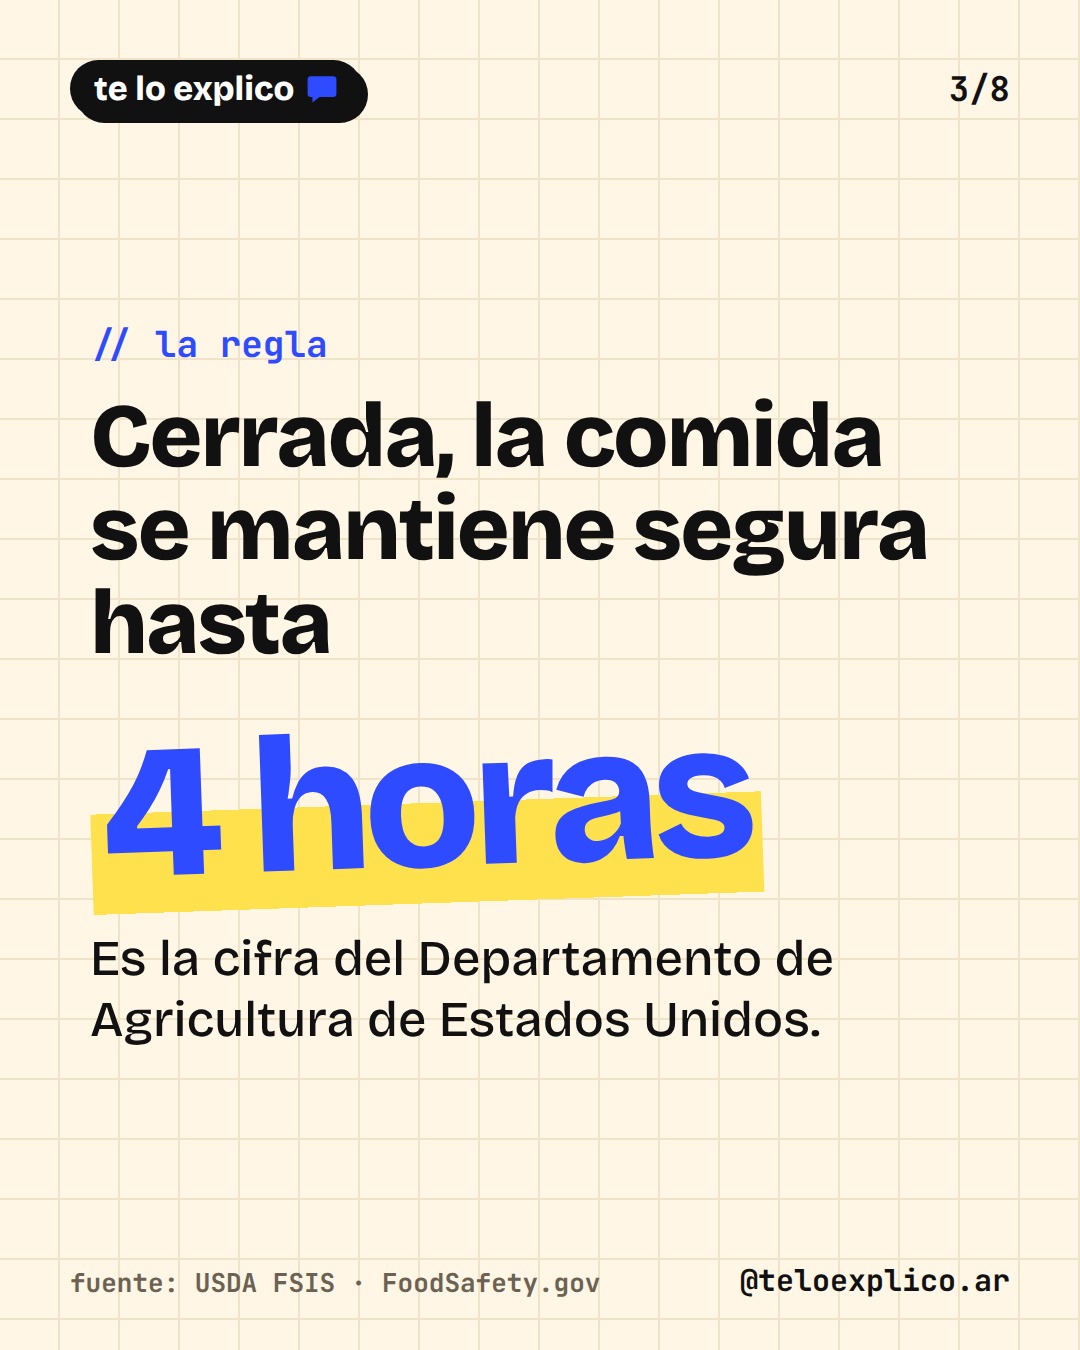 te lo explico
3/8
// la regla
Cerrada, la comida
se mantiene segura
hasta
4 horas
Es la cifra del Departamento de
Agricultura de Estados Unidos.
fuente: USDA FSIS · FoodSafety.gov
@teloexplico.ar